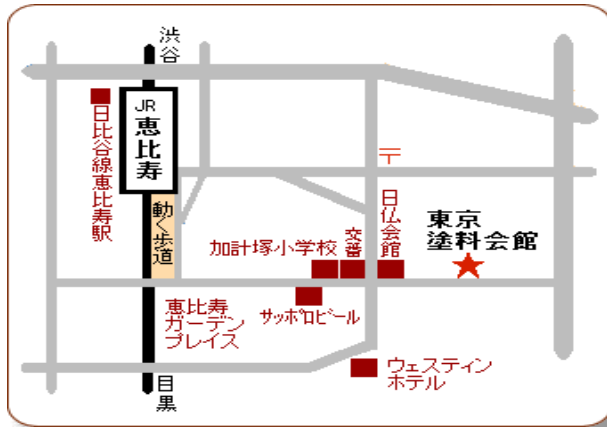 渋谷
JR
恵比寿
日比谷線恵比寿駅
動く歩道
〒
日仏会館
東京
塗料会館
加計塚小学校
交番
サッポロビール
恵比寿
ガーデン
プレイス
ウェスティン
ホテル
目黒